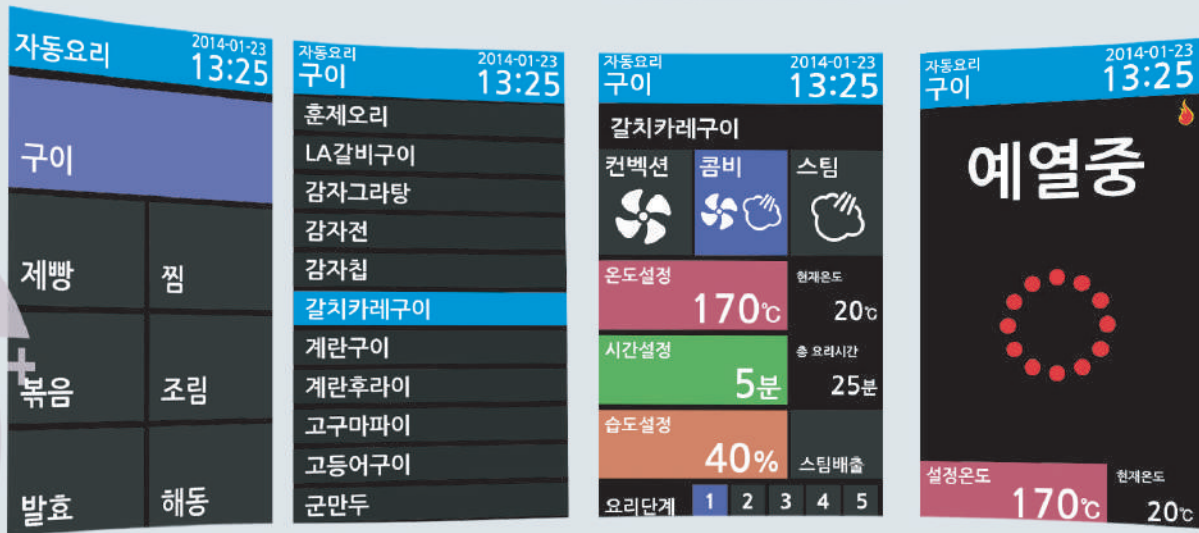 자동요리
2014-01-23
13:25
구이
제빵
찜
볶음
조림
발효
해동
자동요리
구이
2014-01-23
13:25
훈제오리
LA갈비구이
감자그라탕
감자전
감자칩
갈치카레구이
계란구이
계란후라이
고구마파이
고등어구이
군만두
자동요리
구이
2014-01-23
13:25
갈치카레구이
컨벡션
콤비
스팀
온도설정
170℃
현재온도
20℃
시간설정
5분
총 요리시간
25분
습도설정
40%
스팀배출
요리단계 1 2 3 4 5
자동요리
구이
2014-01-23
13:25
예열중
설정온도
170℃
현재온도
20℃